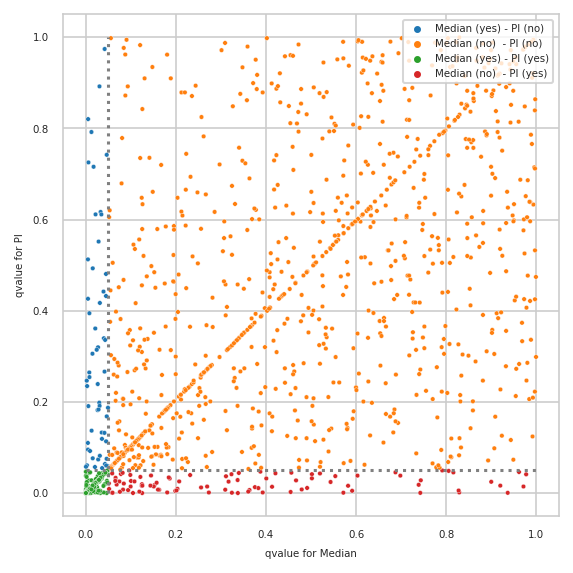 Median (yes) - PI (no)
Median (no)  - PI (no)
Median (yes) - PI (yes)
Median (no)  - PI (yes)
1.0
0.8
0.6
0.4
0.2
0.0
qvalue for PI
0.0 0.2 0.4 0.6 0.8 1.0
qvalue for Median